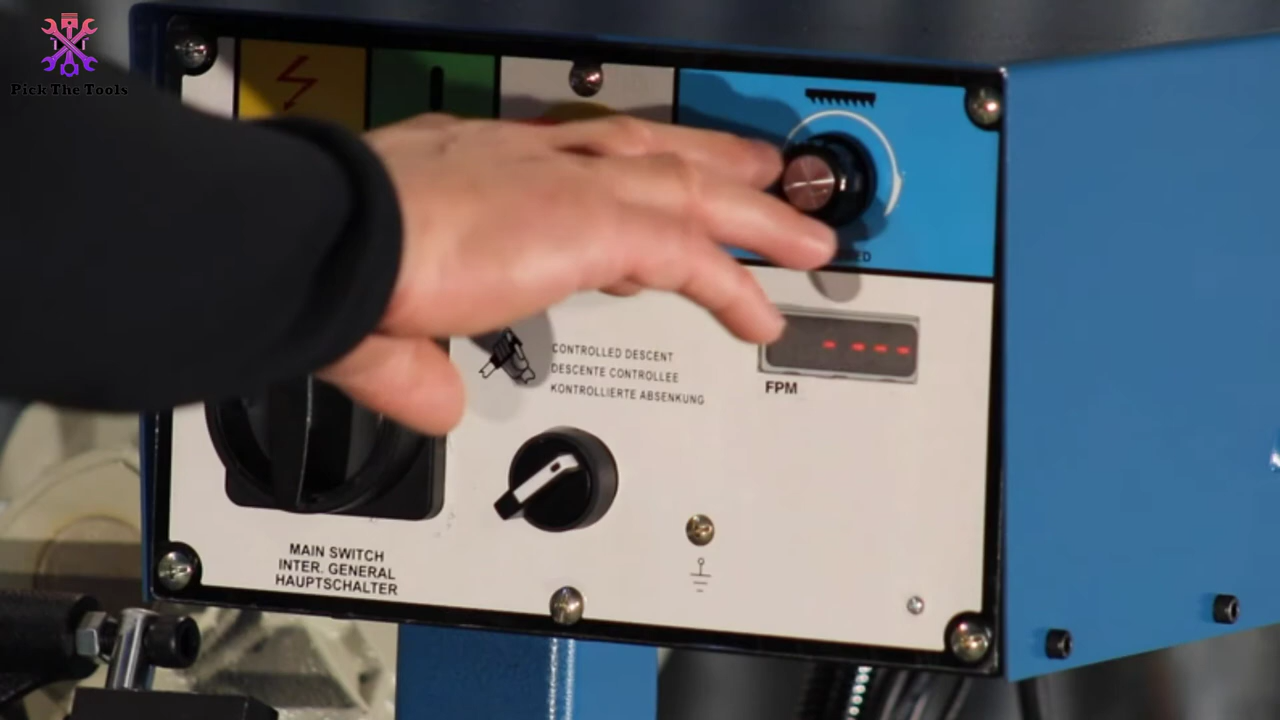 Pick The Tools
CONTROLLED DESCENT
DESCENTE CONTROLLEE
KONTROLLIERTE ABSENKUNG
FPM
MAIN SWITCH
INTER. GENERAL
HAUPTSCHALTER